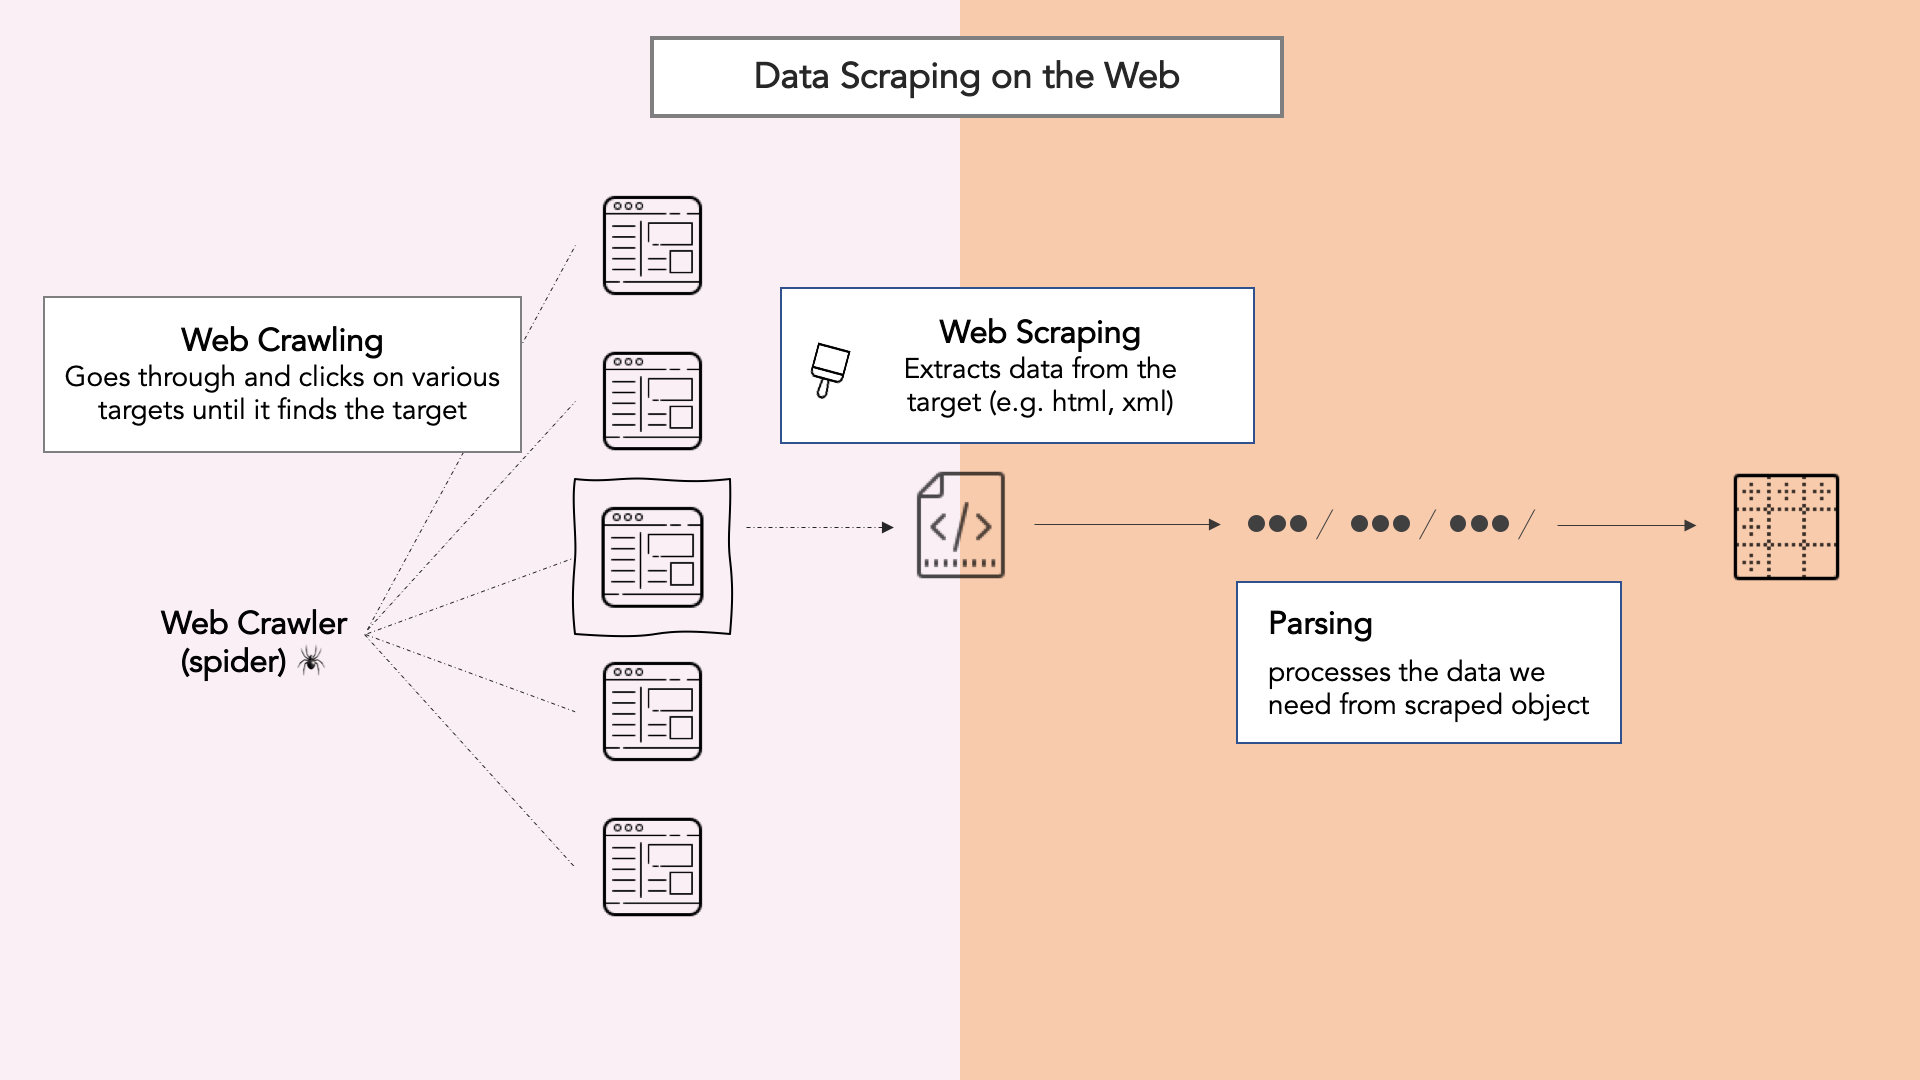 Data Scraping on the Web
Web Crawling
Goes through and clicks on various
targets until it finds the target
Web Scraping
Extracts data from the
target (e.g. html, xml)
</>
Web Crawler
(spider)
Parsing
processes the data we
need from scraped object